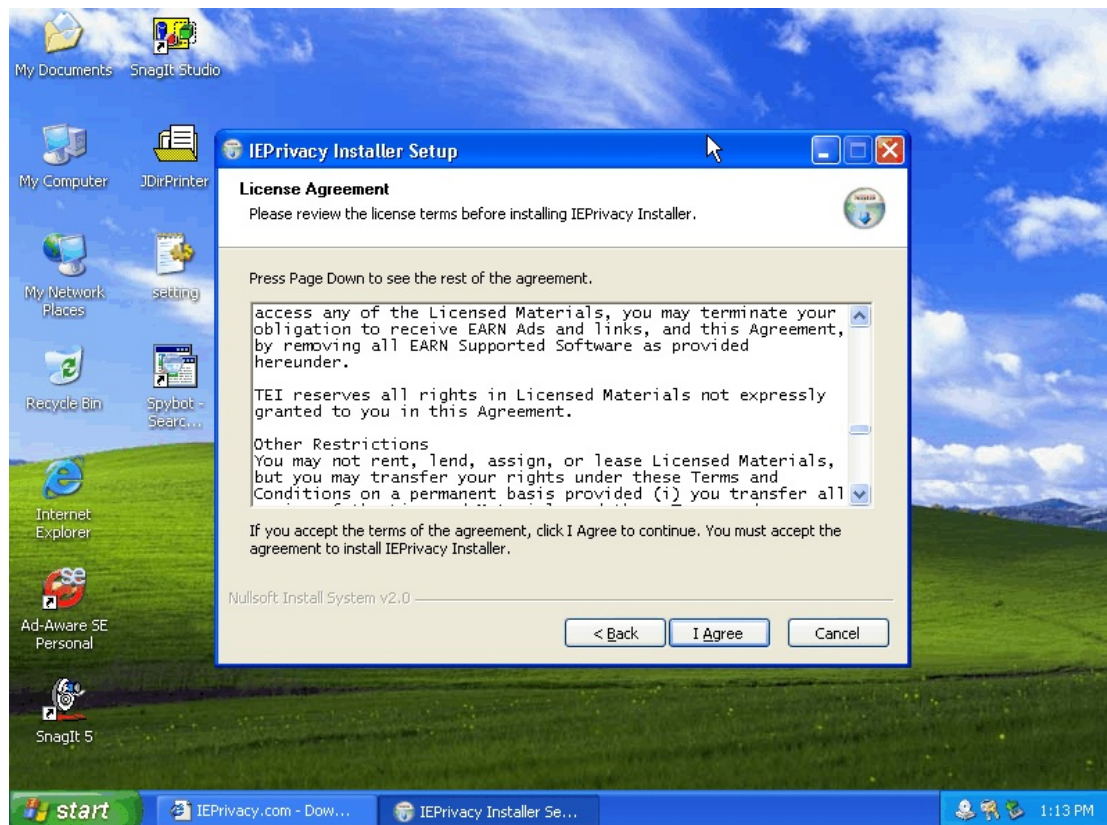 My Documents
SnagIt Studio
My Computer
JDirPrinter
My Network
Places
setting
Recycle Bin
Spybot -
Searc...
Internet
Explorer
Ad-Aware SE
Personal
SnagIt 5
IEPrivacy Installer Setup
License Agreement
Please review the license terms before installing IEPrivacy Installer.
Press Page Down to see the rest of the agreement.
access any of the Licensed Materials, you may terminate your
obligation to receive EARN Ads and links, and this Agreement,
by removing all EARN Supported Software as provided
hereunder.
TEI reserves all rights in Licensed Materials not expressly
granted to you in this Agreement.
Other Restrictions
You may not rent, lend, assign, or lease Licensed Materials,
but you may transfer your rights under these Terms and
Conditions on a permanent basis provided (i) you transfer all
If you accept the terms of the agreement, click I Agree to continue. You must accept the
agreement to install IEPrivacy Installer.
Nullsoft Install System v2.0
< Back
I Agree
Cancel
start
IEPrivacy.com - Dow...
IEPrivacy Installer Se...
1:13 PM